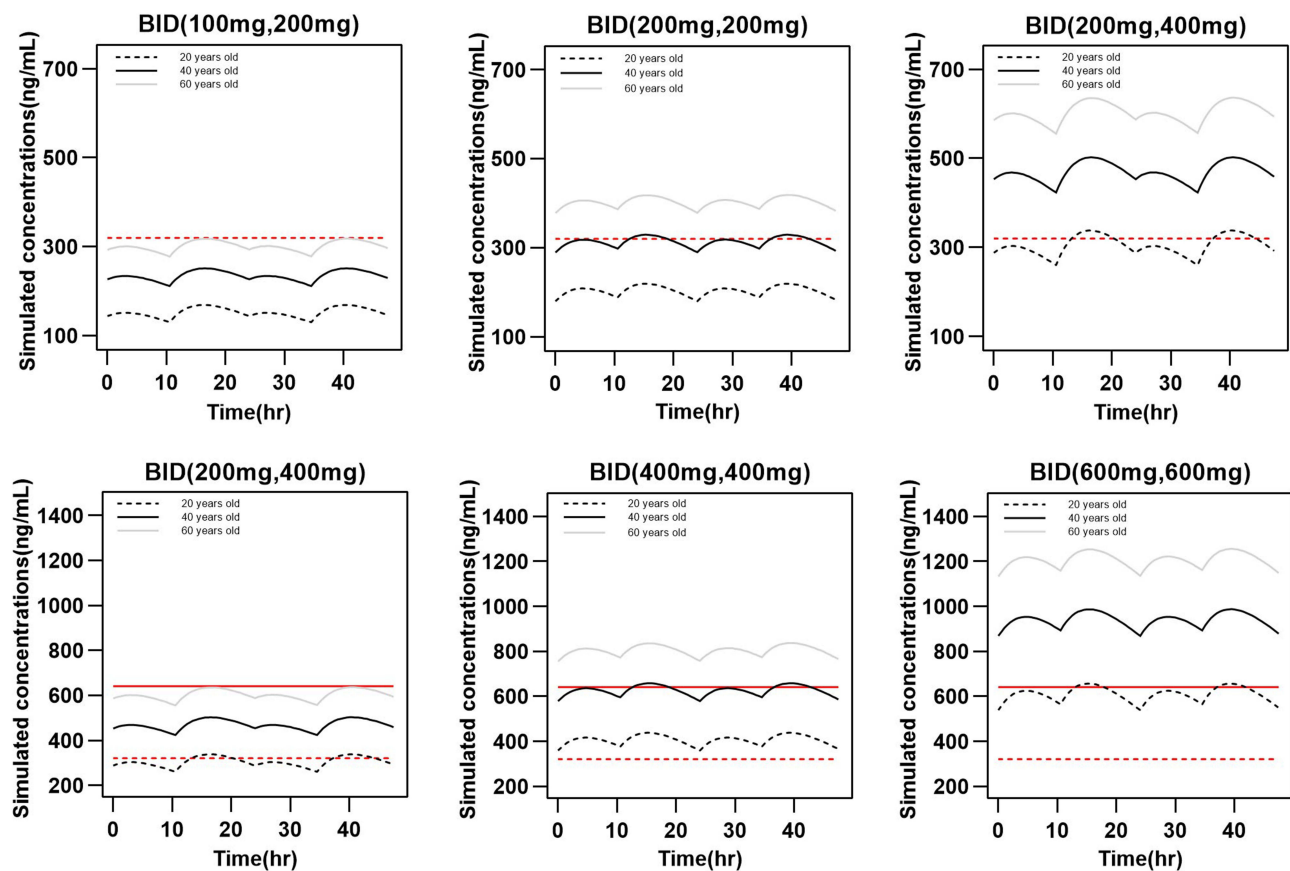 BID(100mg,200mg)
Simulated concentrations(ng/mL)
20 years old
40 years old
60 years old
700
500
300
100
0 10 20 30 40
Time(hr)
BID(200mg,200mg)
Simulated concentrations(ng/mL)
20 years old
40 years old
60 years old
700
500
300
100
0 10 20 30 40
Time(hr)
BID(200mg,400mg)
Simulated concentrations(ng/mL)
20 years old
40 years old
60 years old
700
500
300
100
0 10 20 30 40
Time(hr)
BID(200mg,400mg)
Simulated concentrations(ng/mL)
20 years old
40 years old
60 years old
1400
1200
1000
800
600
400
200
0 10 20 30 40
Time(hr)
BID(400mg,400mg)
Simulated concentrations(ng/mL)
20 years old
40 years old
60 years old
1400
1200
1000
800
600
400
200
0 10 20 30 40
Time(hr)
BID(600mg,600mg)
Simulated concentrations(ng/mL)
20 years old
40 years old
60 years old
1400
1200
1000
800
600
400
200
0 10 20 30 40
Time(hr)